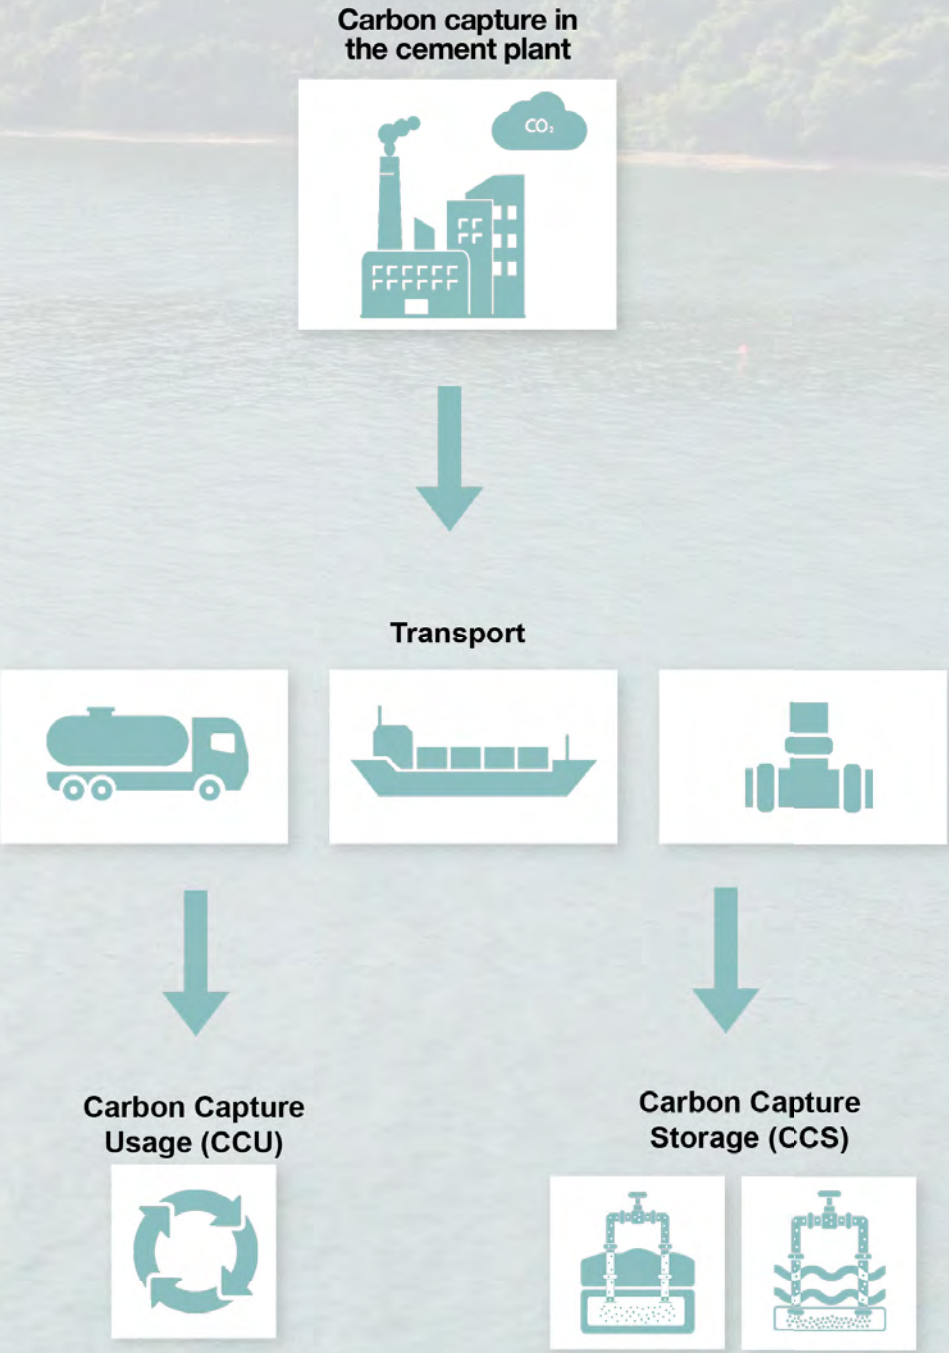 Carbon capture in
the cement plant
CO₂
Transport
Carbon Capture
Usage (CCU)
Carbon Capture
Storage (CCS)